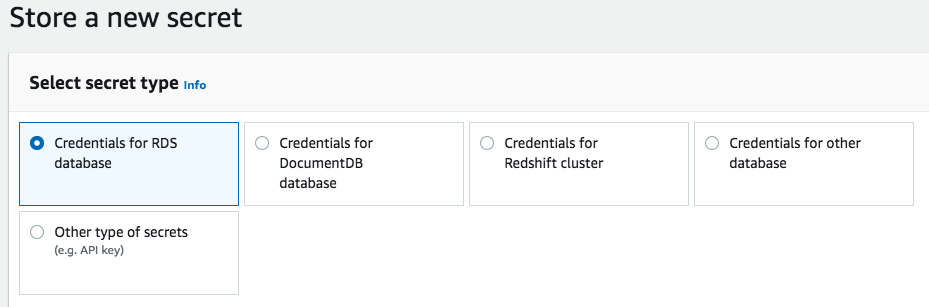 Store a new secret
Select secret type Info
Credentials for RDS
database
Credentials for
DocumentDB
database
Credentials for
Redshift cluster
Credentials for other
database
Other type of secrets
(e.g. API key)